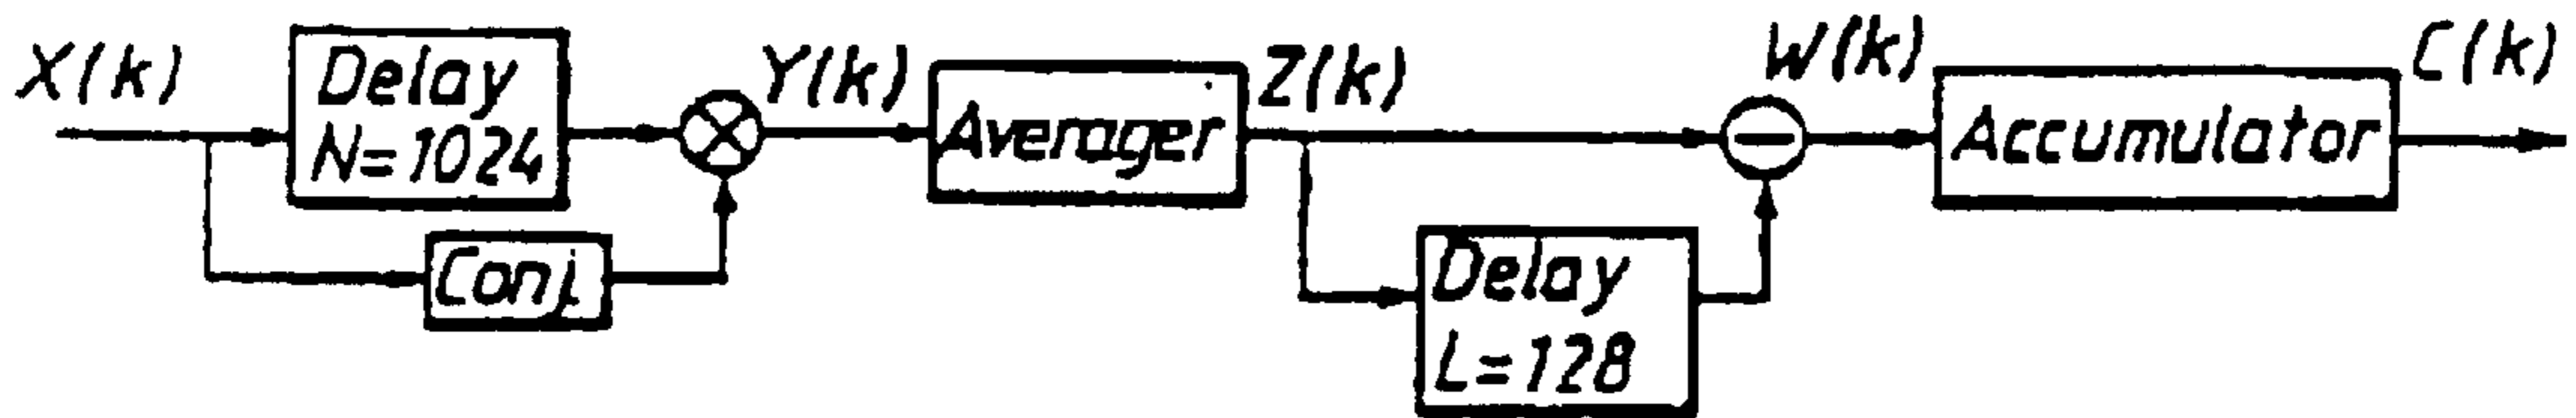 X(k)
Delay
N=1024
Conj.
Y(k)
Averager
Z(k)
Delay
L=128
W(k)
Accumulator
C(k)